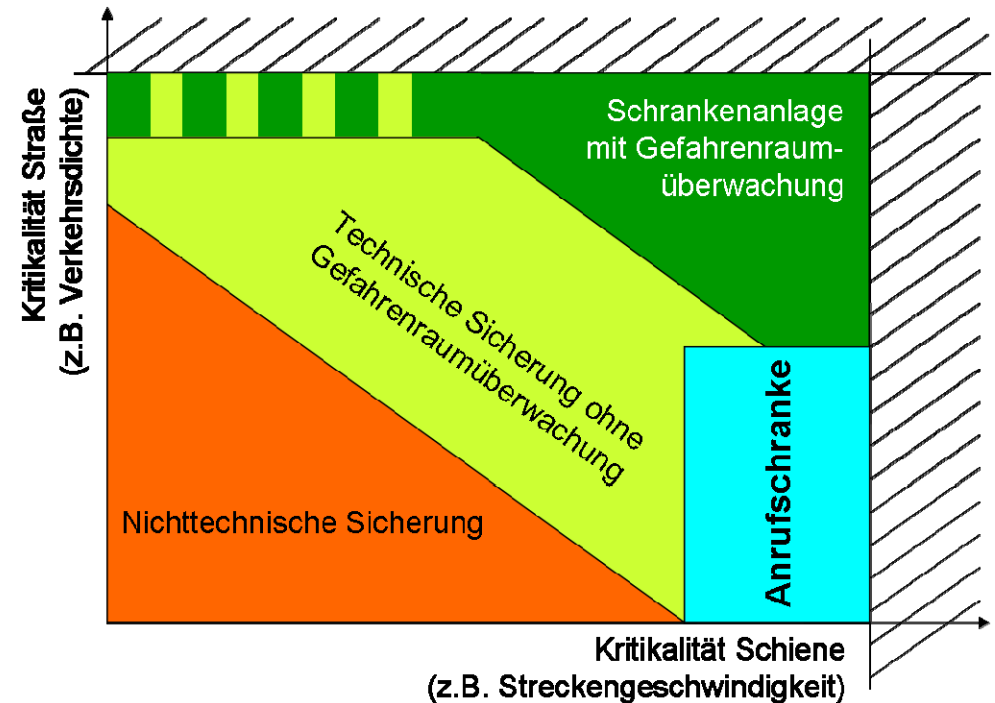 Kritikalität Straße
(z.B. Verkehrsdichte)
Schrankenanlage
mit Gefahrenraum-
überwachung
Technische Sicherung ohne
Gefahrenraumüberwachung
Nichttechnische Sicherung
Anrufschranke
Kritikalität Schiene
(z.B. Streckengeschwindigkeit)